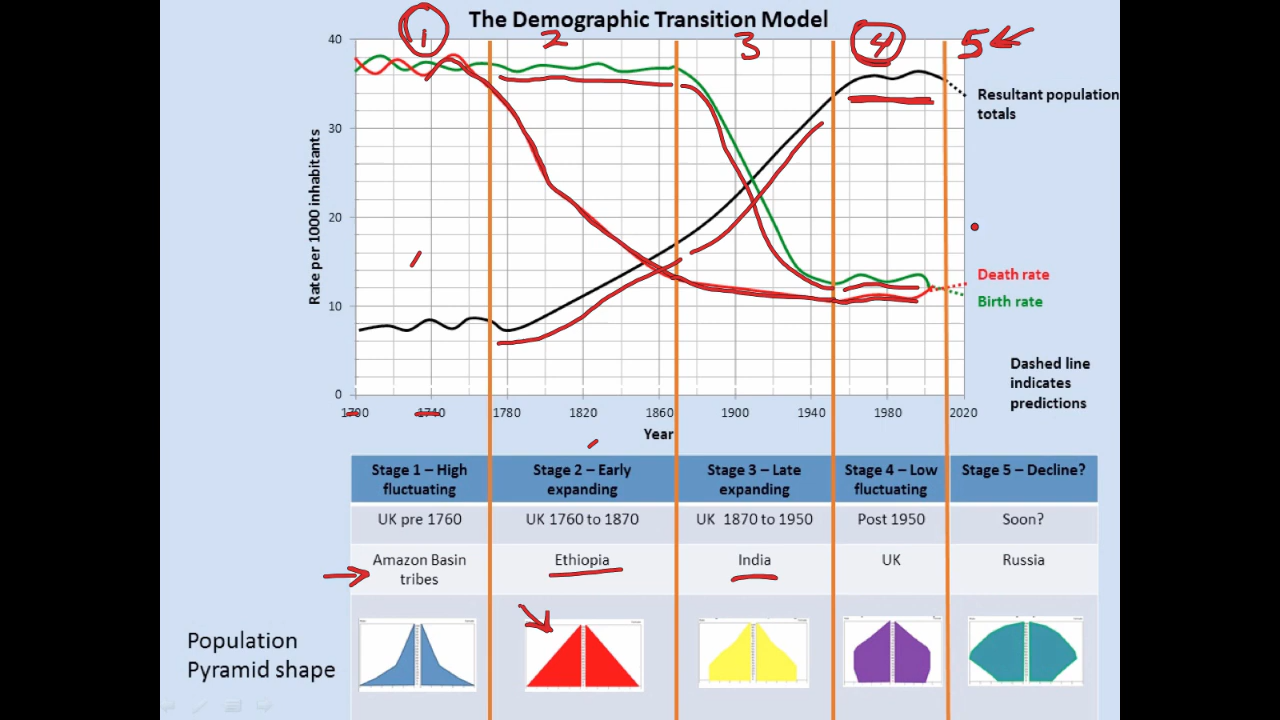 The Demographic Transition Model
1 2 3 4 5
40
30
20
10
0
Rate per 1000 inhabitants
1700 1740 1780 1820 1860 1900 1940 1980 2020
Year
Resultant population
totals
Death rate
Birth rate
Dashed line
indicates
predictions
Stage 1 – High
fluctuating
Stage 2 – Early
expanding
Stage 3 – Late
expanding
Stage 4 – Low
fluctuating
Stage 5 – Decline?
UK pre 1760
UK 1760 to 1870
UK 1870 to 1950
Post 1950
Soon?
Amazon Basin
tribes
Ethiopia
India
UK
Russia
Population
Pyramid shape